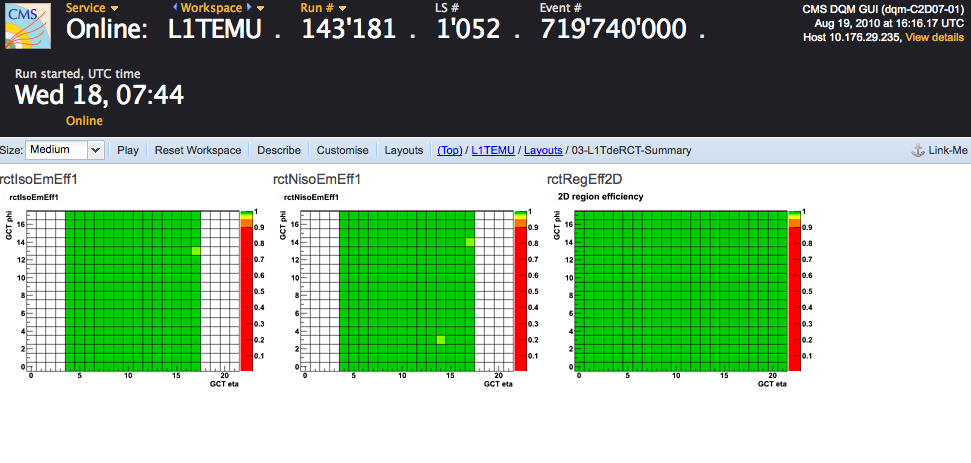 CMS
Service Workspace Run # LS # Event #
Online: L1TEMU . 143'181 . 1'052 . 719'740'000 .
CMS DQM GUI (dqm-C2D07-01)
Aug 19, 2010 at 16:16.17 UTC
Host 10.176.29.235, View details
Run started, UTC time
Wed 18, 07:44
Online
Size: Medium Play Reset Workspace Describe Customise Layouts (Top) / L1TEMU / Layouts / 03-L1TdeRCT-Summary Link-Me
rctIsoEmEff1
rctIsoEmEff1
GCT phi
16
14
12
10
8
6
4
2
0
0 5 10 15 20
GCT eta
1
0.9
0.8
0.7
0.6
0.5
0.4
0.3
0.2
0.1
rctNisoEmEff1
rctNisoEmEff1
GCT phi
16
14
12
10
8
6
4
2
0
0 5 10 15 20
GCT eta
1
0.9
0.8
0.7
0.6
0.5
0.4
0.3
0.2
0.1
rctRegEff2D
2D region efficiency
GCT phi
16
14
12
10
8
6
4
2
0
0 5 10 15 20
GCT eta
1
0.9
0.8
0.7
0.6
0.5
0.4
0.3
0.2
0.1